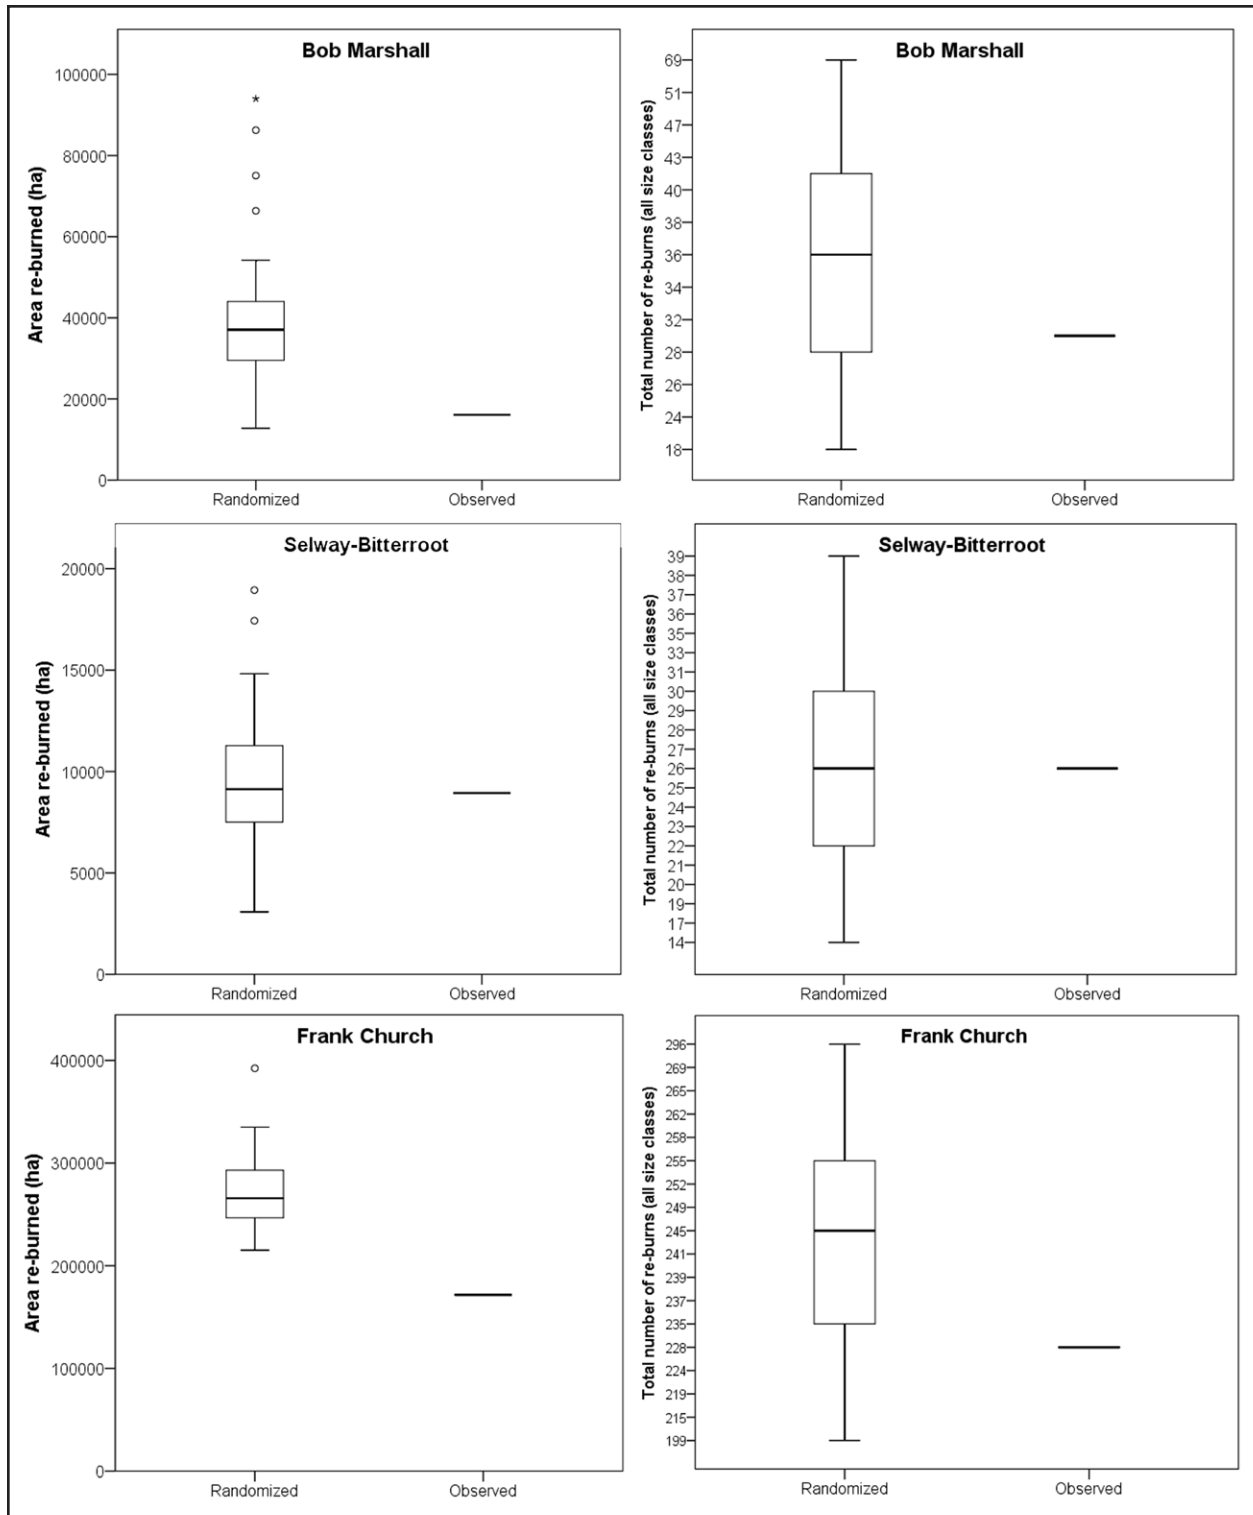 Bob Marshall
Area re-burned (ha)
100000
80000
60000
40000
20000
0
Randomized
Observed
Bob Marshall
Total number of re-burns (all size classes)
69
51
47
43
40
38
36
34
32
28
26
24
18
Randomized
Observed
Selway-Bitterroot
Area re-burned (ha)
20000
15000
10000
5000
0
Randomized
Observed
Selway-Bitterroot
Total number of re-burns (all size classes)
39
38
37
36
35
33
31
30
29
28
27
26
25
24
23
22
21
20
19
17
14
Randomized
Observed
Frank Church
Area re-burned (ha)
400000
300000
200000
100000
0
Randomized
Observed
Frank Church
Total number of re-burns (all size classes)
296
269
265
262
258
255
252
249
245
241
239
237
235
228
224
219
215
199
Randomized
Observed